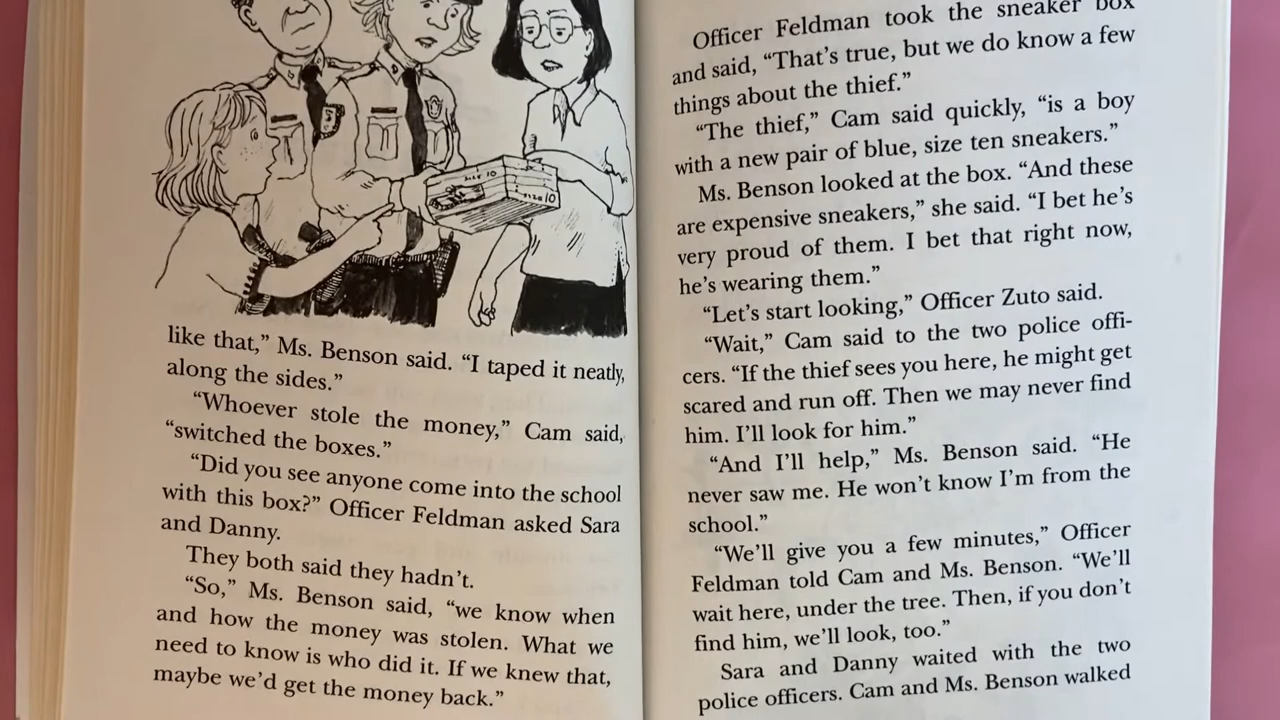 size 10
size 10
like that,” Ms. Benson said. “I taped it neatly,
along the sides.”
“Whoever stole the money,” Cam said,
“switched the boxes.”
“Did you see anyone come into the school
with this box?” Officer Feldman asked Sara
and Danny.
They both said they hadn’t.
“So,” Ms. Benson said, “we know when
and how the money was stolen. What we
need to know is who did it. If we knew that,
maybe we’d get the money back.”
Officer Feldman took the sneaker box
and said, “That’s true, but we do know a few
things about the thief.”
“The thief,” Cam said quickly, “is a boy
with a new pair of blue, size ten sneakers.”
Ms. Benson looked at the box. “And these
are expensive sneakers,” she said. “I bet he’s
very proud of them. I bet that right now,
he’s wearing them.”
“Let’s start looking,” Officer Zuto said.
“Wait,” Cam said to the two police offi-
cers. “If the thief sees you here, he might get
scared and run off. Then we may never find
him. I’ll look for him.”
“And I’ll help,” Ms. Benson said. “He
never saw me. He won’t know I’m from the
school.”
“We’ll give you a few minutes,” Officer
Feldman told Cam and Ms. Benson. “We’ll
wait here, under the tree. Then, if you don’t
find him, we’ll look, too.”
Sara and Danny waited with the two
police officers. Cam and Ms. Benson walked